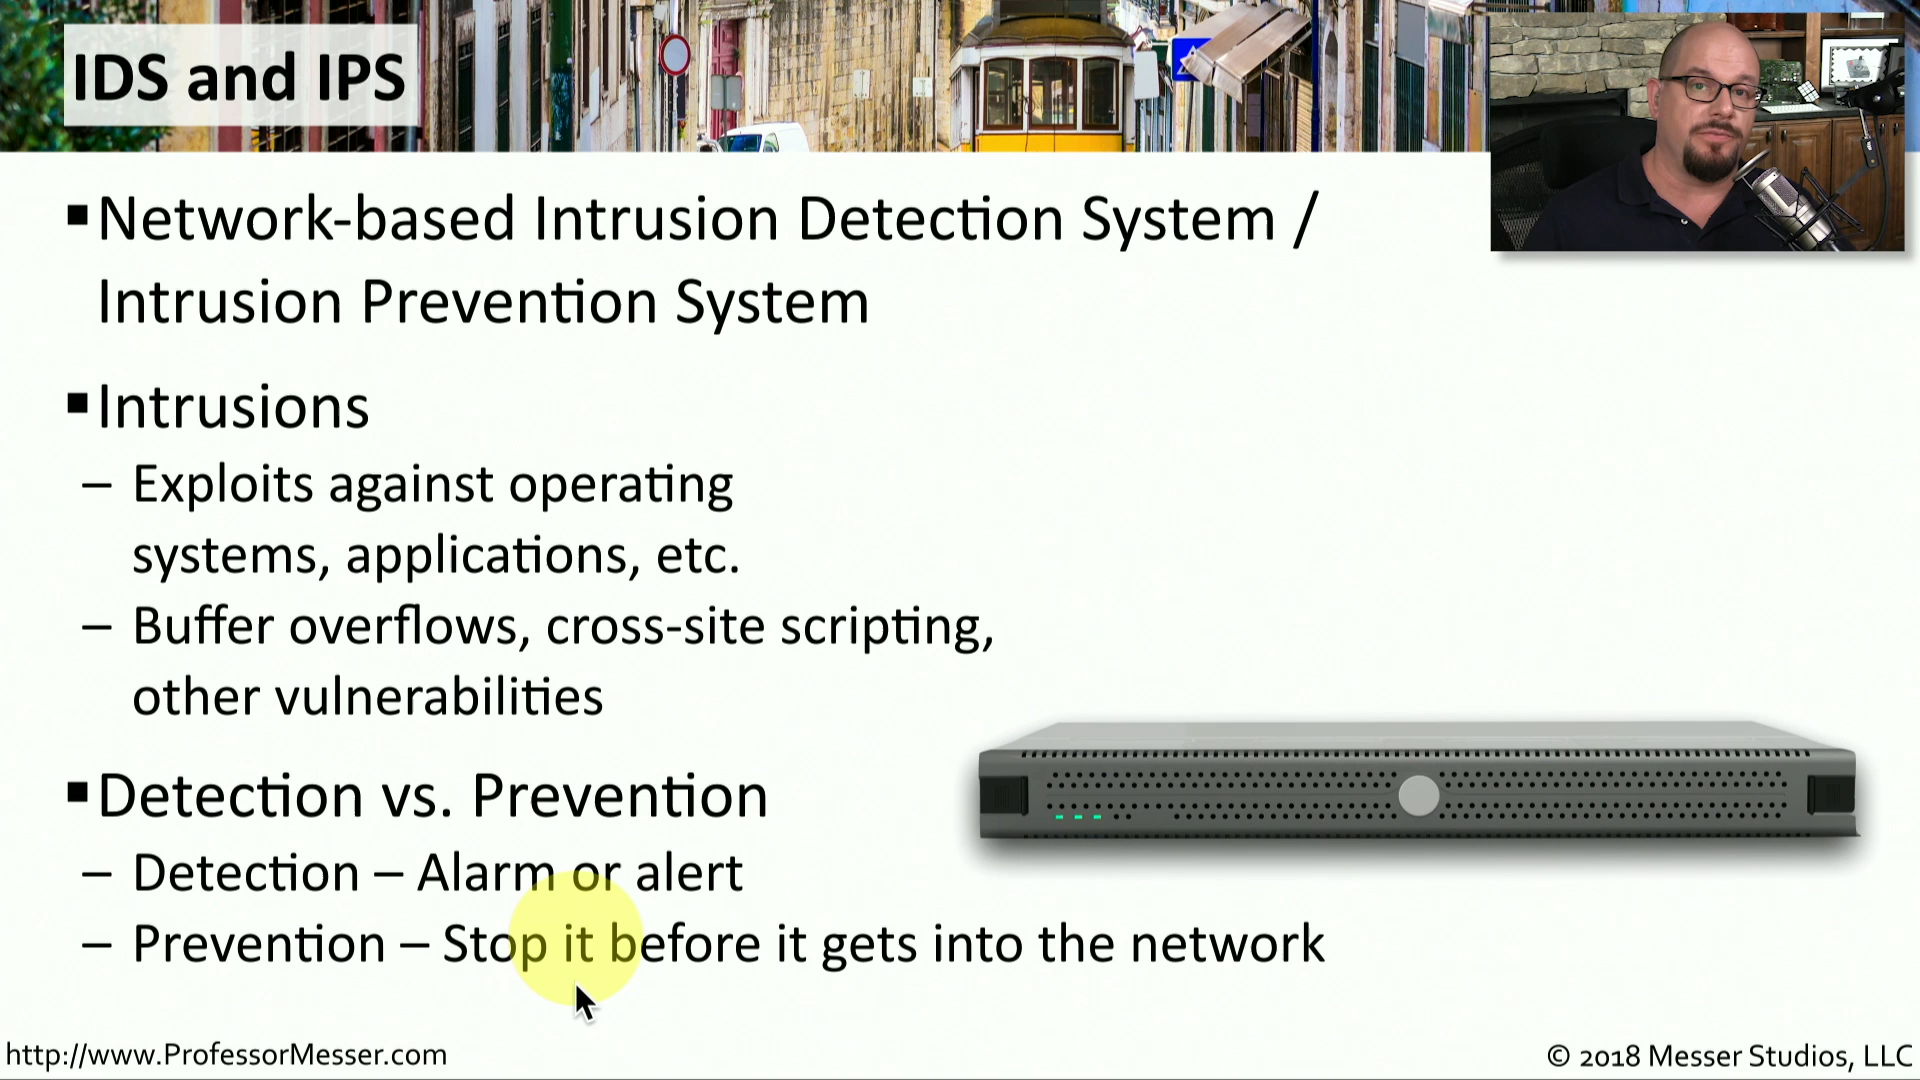 IDS and IPS
▪Network-based Intrusion Detection System /
Intrusion Prevention System
▪Intrusions
– Exploits against operating
systems, applications, etc.
– Buffer overflows, cross-site scripting,
other vulnerabilities
▪Detection vs. Prevention
– Detection – Alarm or alert
– Prevention – Stop it before it gets into the network
http://www.ProfessorMesser.com
© 2018 Messer Studios, LLC